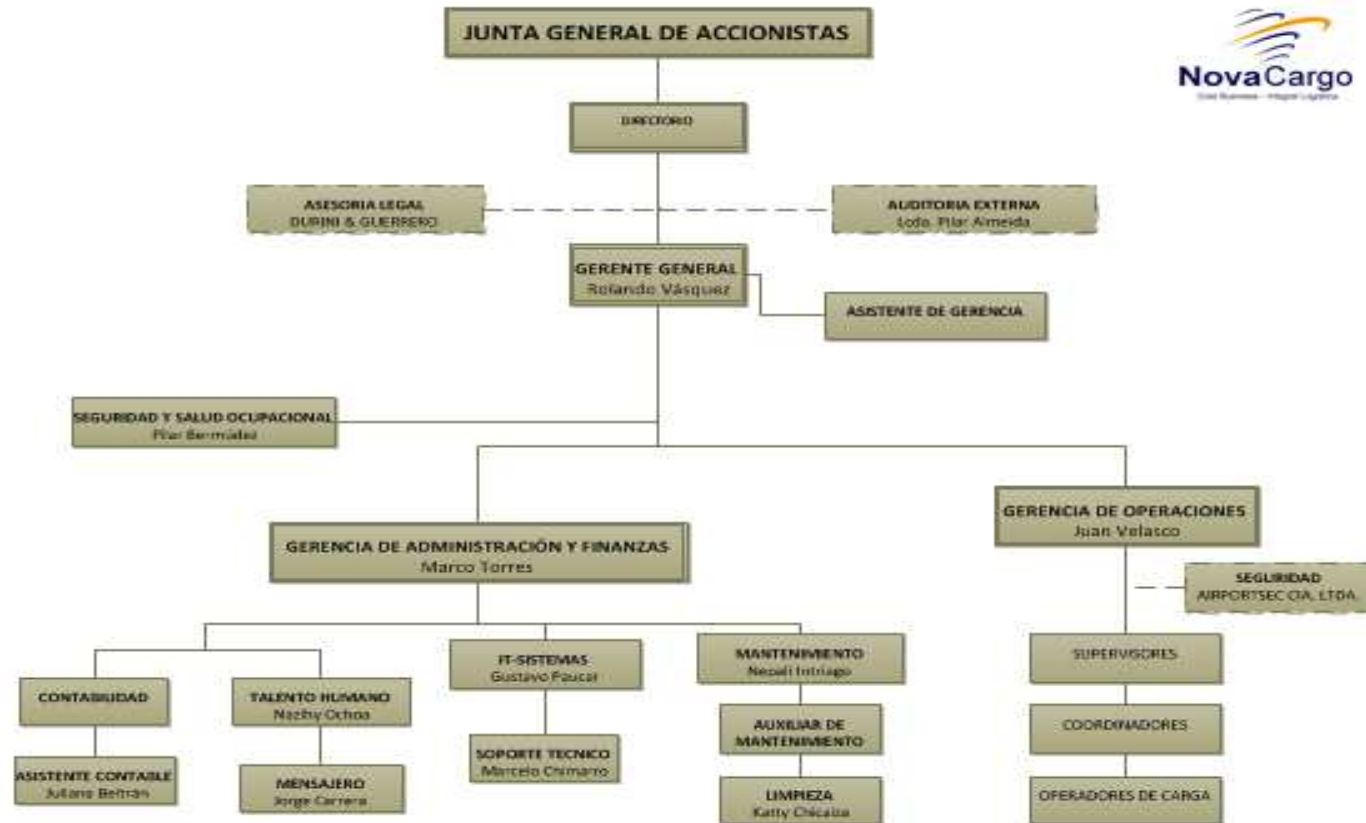 JUNTA GENERAL DE ACCIONISTAS
NovaCargo
DIRECTORIO
ASESORIA LEGAL
DURINI & GUERRERO
AUDITORIA EXTERNA
Lcda. Pilar Almeida
GERENTE GENERAL
Rolando Vásquez
ASISTENTE DE GERENCIA
SEGURIDAD Y SALUD OCUPACIONAL
Pilar Bermúdez
GERENCIA DE ADMINISTRACIÓN Y FINANZAS
Marco Torres
GERENCIA DE OPERACIONES
Juan Velasco
SEGURIDAD
AIRPORTSEC CIA. LTDA.
CONTABILIDAD
ASISTENTE CONTABLE
Beltrán
TALENTO HUMANO
Ochoa
MENSAJERO
Jorge Carrera
IT-SISTEMAS
Gustavo Paucar
SOPORTE TECNICO
Marcelo Chimarro
MANTENIMIENTO
Nepalí Intriago
AUXILIAR DE
MANTENIMIENTO
LIMPIEZA
Katty Chicaiza
SUPERVISORES
COORDINADORES
OPERADORES DE CARGA